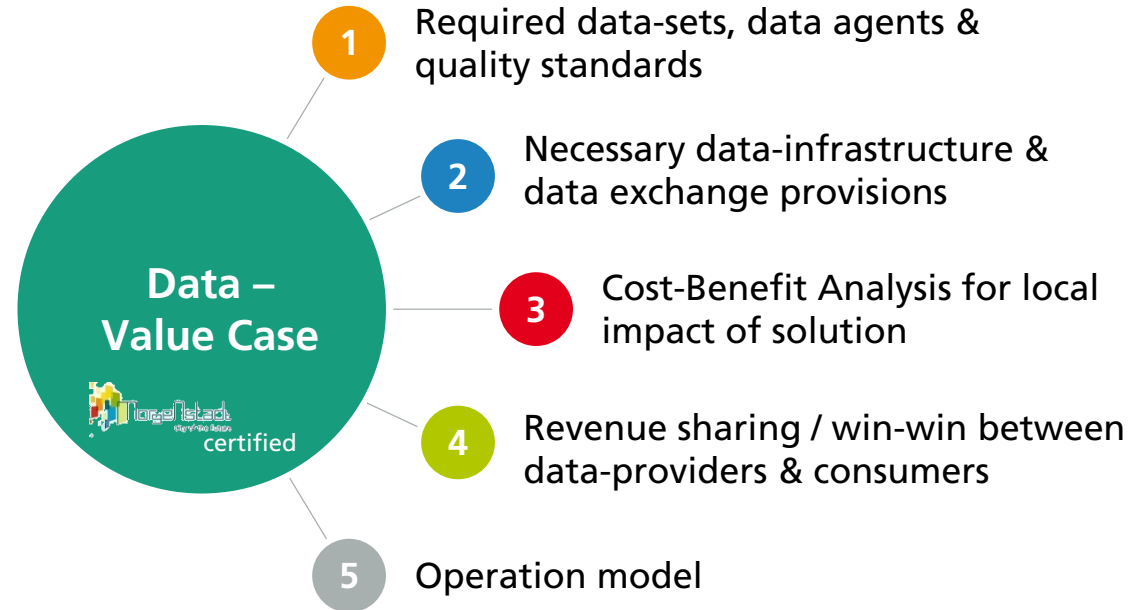 1
Required data-sets, data agents &
quality standards
2
Necessary data-infrastructure &
data exchange provisions
Data –
Value Case
certified
3
Cost-Benefit Analysis for local
impact of solution
4
Revenue sharing / win-win between
data-providers & consumers
5
Operation model